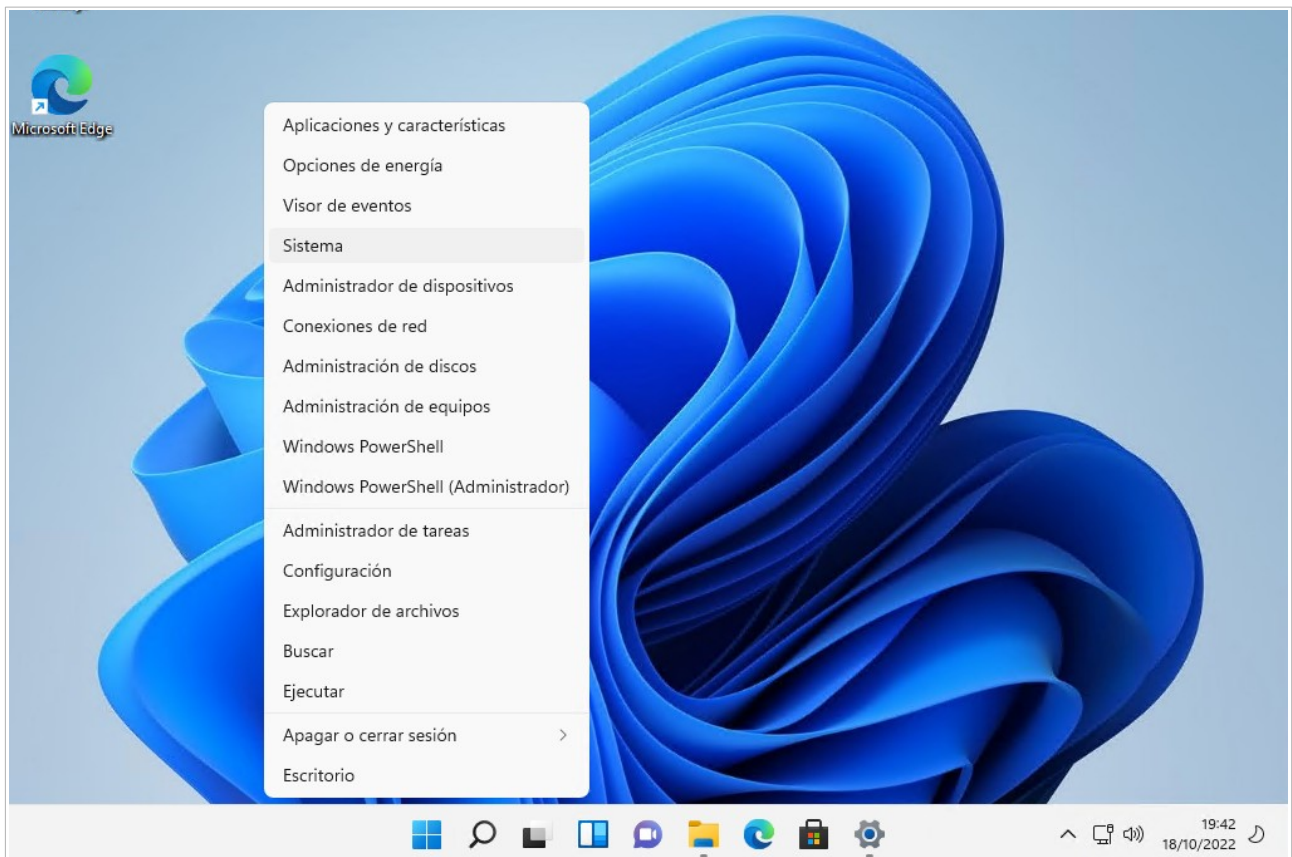 Microsoft Edge
Aplicaciones y características
Opciones de energía
Visor de eventos
Sistema
Administrador de dispositivos
Conexiones de red
Administración de discos
Administración de equipos
Windows PowerShell
Windows PowerShell (Administrador)
Administrador de tareas
Configuración
Explorador de archivos
Buscar
Ejecutar
Apagar o cerrar sesión
Escritorio
19:42
18/10/2022